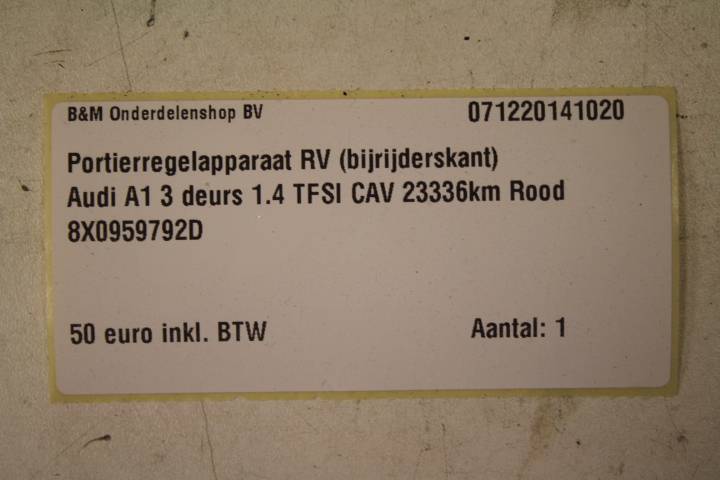 B&M Onderdelenshop BV 071220141020
Portierregelapparaat RV (bijrijderskant)
Audi A1 3 deurs 1.4 TFSI CAV 23336km Rood
8X0959792D
50 euro inkl. BTW Aantal: 1